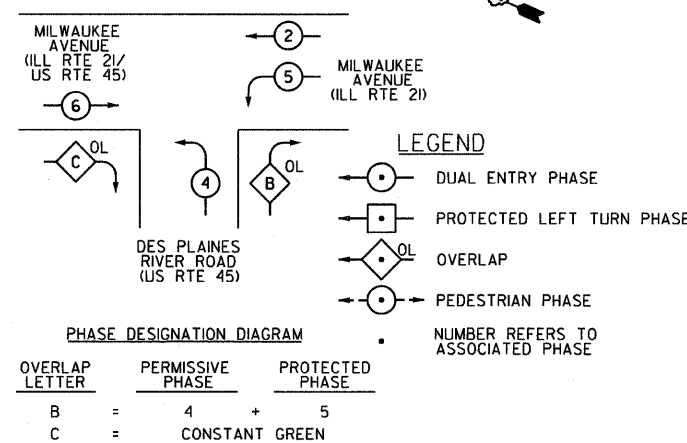 MILWAUKEE
AVENUE
(ILL RTE 21/
US RTE 45)
2
5
MILWAUKEE
AVENUE
(ILL RTE 21)
6
C
OL
4
B
OL
DES PLAINES
RIVER ROAD
(US RTE 45)
LEGEND
DUAL ENTRY PHASE
PROTECTED LEFT TURN PHASE
OL
OVERLAP
PEDESTRIAN PHASE
NUMBER REFERS TO
ASSOCIATED PHASE
PHASE DESIGNATION DIAGRAM
OVERLAP LETTER PERMISSIVE PHASE PROTECTED PHASE
B = 4 + 5
C = CONSTANT GREEN